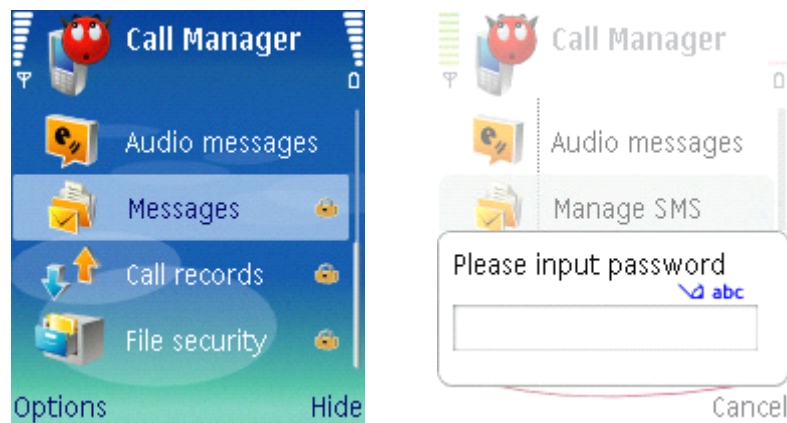 Call Manager
Audio messages
Messages
Call records
File security
Options Hide
Call Manager
Audio messages
Manage SMS
Please input password
abc
Cancel